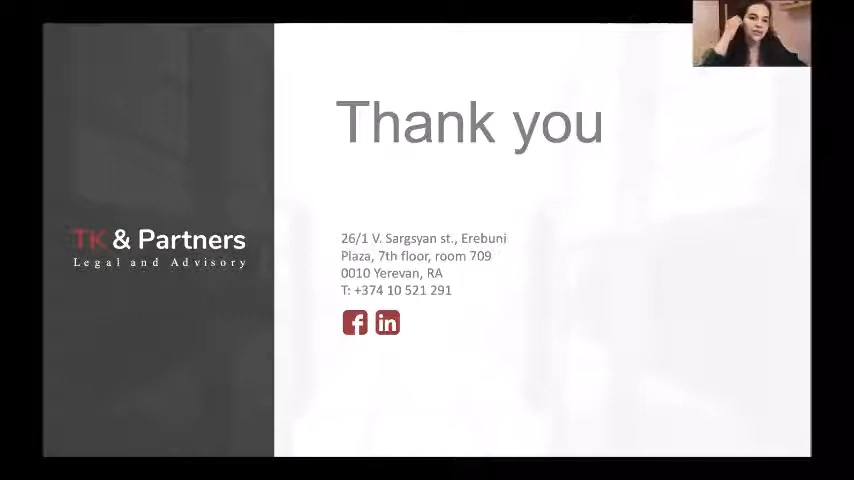 Thank you
TK & Partners
Legal and Advisory
26/1 V. Sargsyan st., Erebuni
Plaza, 7th floor, room 709
0010 Yerevan, RA
T: +374 10 521 291
f in